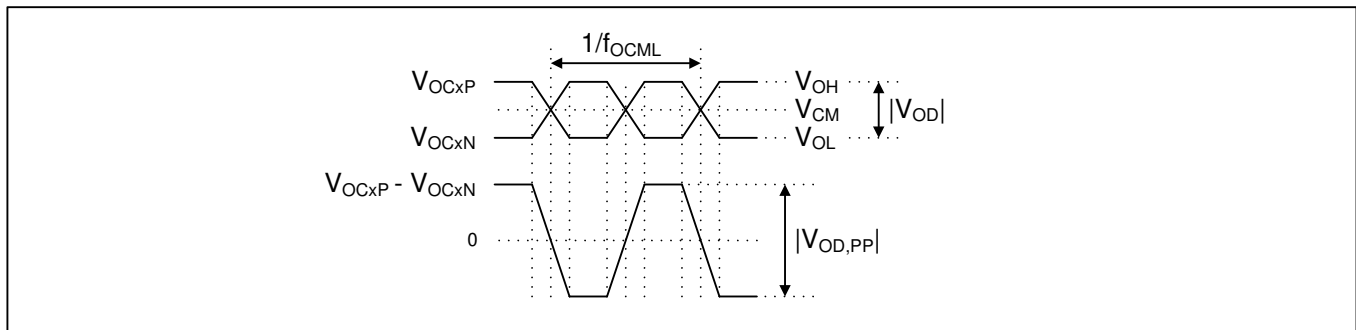 1/fOCML
VOCxP
VOH
VCM
|VOD|
VOCxN
VOL
VOCxP - VOCxN
0
|VOD,PP|